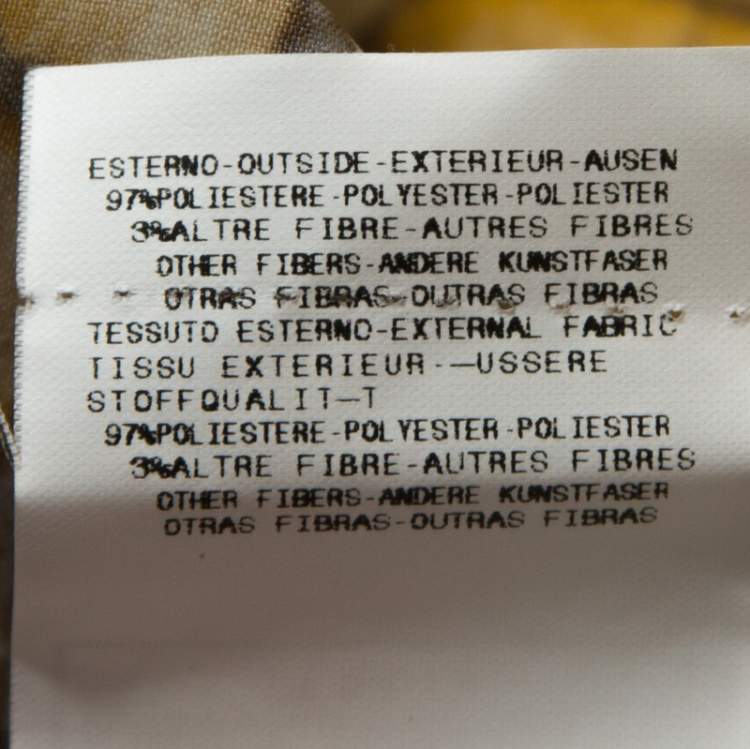 ESTERNO-OUTSIDE-EXTERIEUR-AUSEN
97%POLIESTERE-POLYESTER-POLIESTER
3%ALTRE FIBRE-AUTRES FIBRES
OTHER FIBERS-ANDERE KUNSTFASER
OTRAS FIBRAS-OUTRAS FIBRAS
TESSUTO ESTERNO-EXTERNAL FABRIC
TISSU EXTERIEUR-—USSERE
STOFFQUALIT—T
97%POLIESTERE-POLYESTER-POLIESTER
3%ALTRE FIBRE-AUTRES FIBRES
OTHER FIBERS-ANDERE KUNSTFASER
OTRAS FIBRAS-OUTRAS FIBRAS